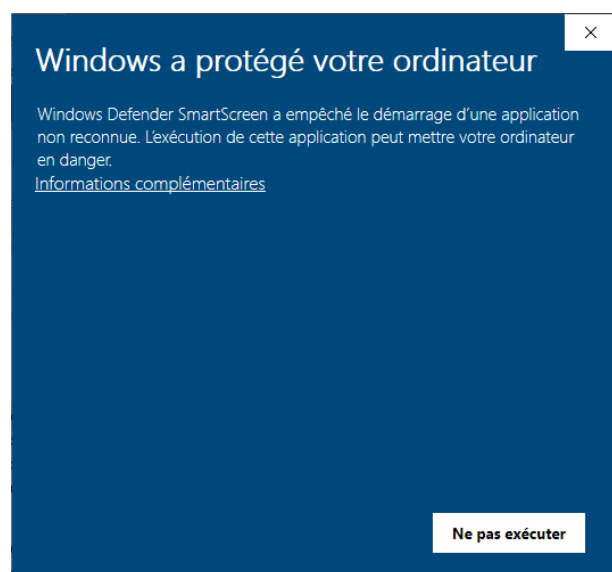 Windows a protégé votre ordinateur
Windows Defender SmartScreen a empêché le démarrage d’une application
non reconnue. L’exécution de cette application peut mettre votre ordinateur
en danger.
Informations complémentaires
Ne pas exécuter